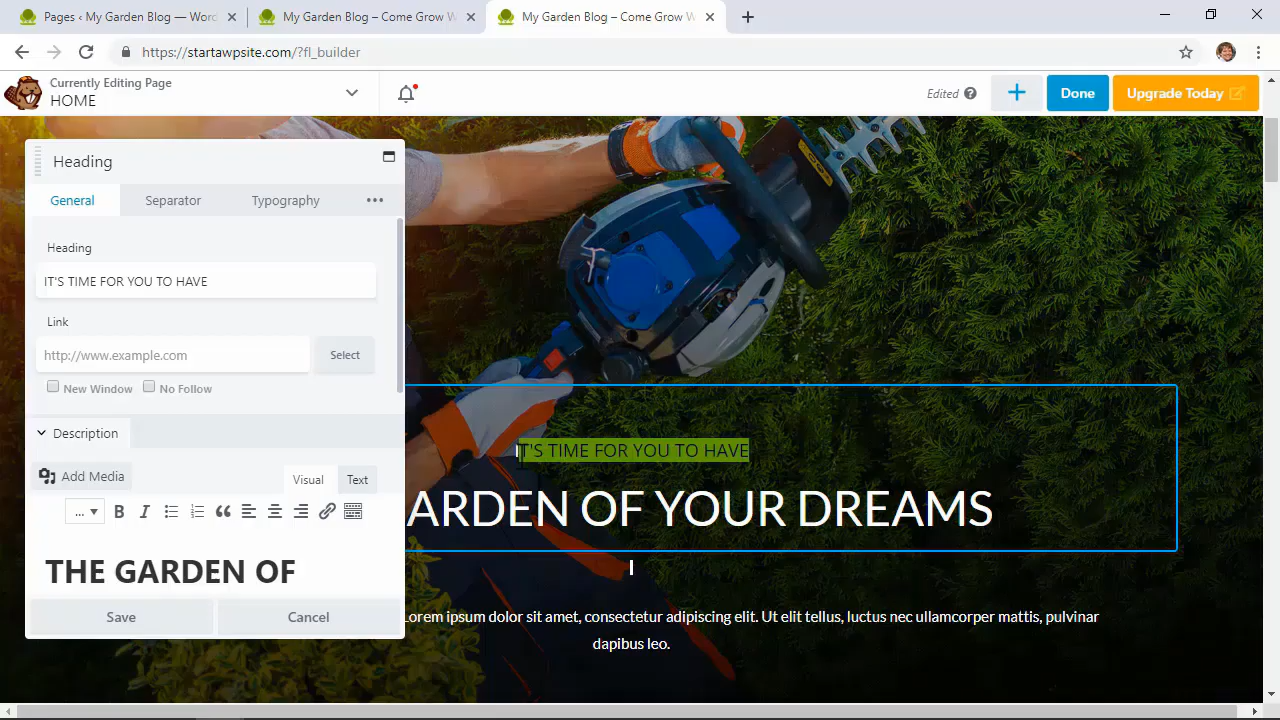 Pages ‹ My Garden Blog — Word
My Garden Blog – Come Grow W
My Garden Blog – Come Grow W
https://startawpsite.com/?fl_builder
Currently Editing Page
HOME
Edited
Done
Upgrade Today
Heading
General
Separator
Typography
Heading
IT'S TIME FOR YOU TO HAVE
Link
http://www.example.com
Select
New Window
No Follow
Description
Add Media
Visual
Text
...
B I
THE GARDEN OF
Save
Cancel
IT'S TIME FOR YOU TO HAVE
ARDEN OF YOUR DREAMS
Lorem ipsum dolor sit amet, consectetur adipiscing elit. Ut elit tellus, luctus nec ullamcorper mattis, pulvinar
dapibus leo.